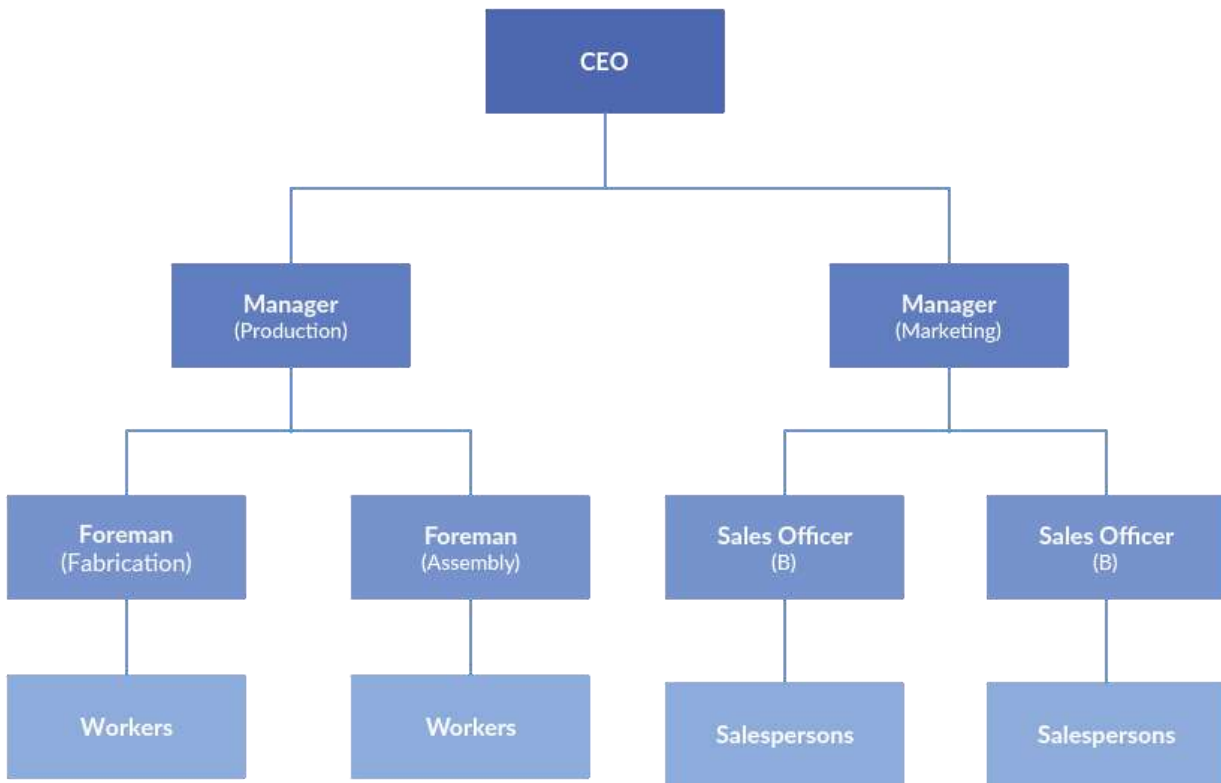 CEO
Manager
(Production)
Manager
(Marketing)
Foreman
(Fabrication)
Foreman
(Assembly)
Sales Officer
(B)
Sales Officer
(B)
Workers
Workers
Salespersons
Salespersons